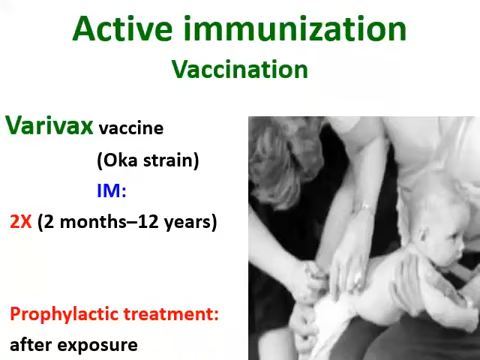 Active immunization
Vaccination
Varivax vaccine
(Oka strain)
IM:
2X (2 months–12 years)
Prophylactic treatment:
after exposure